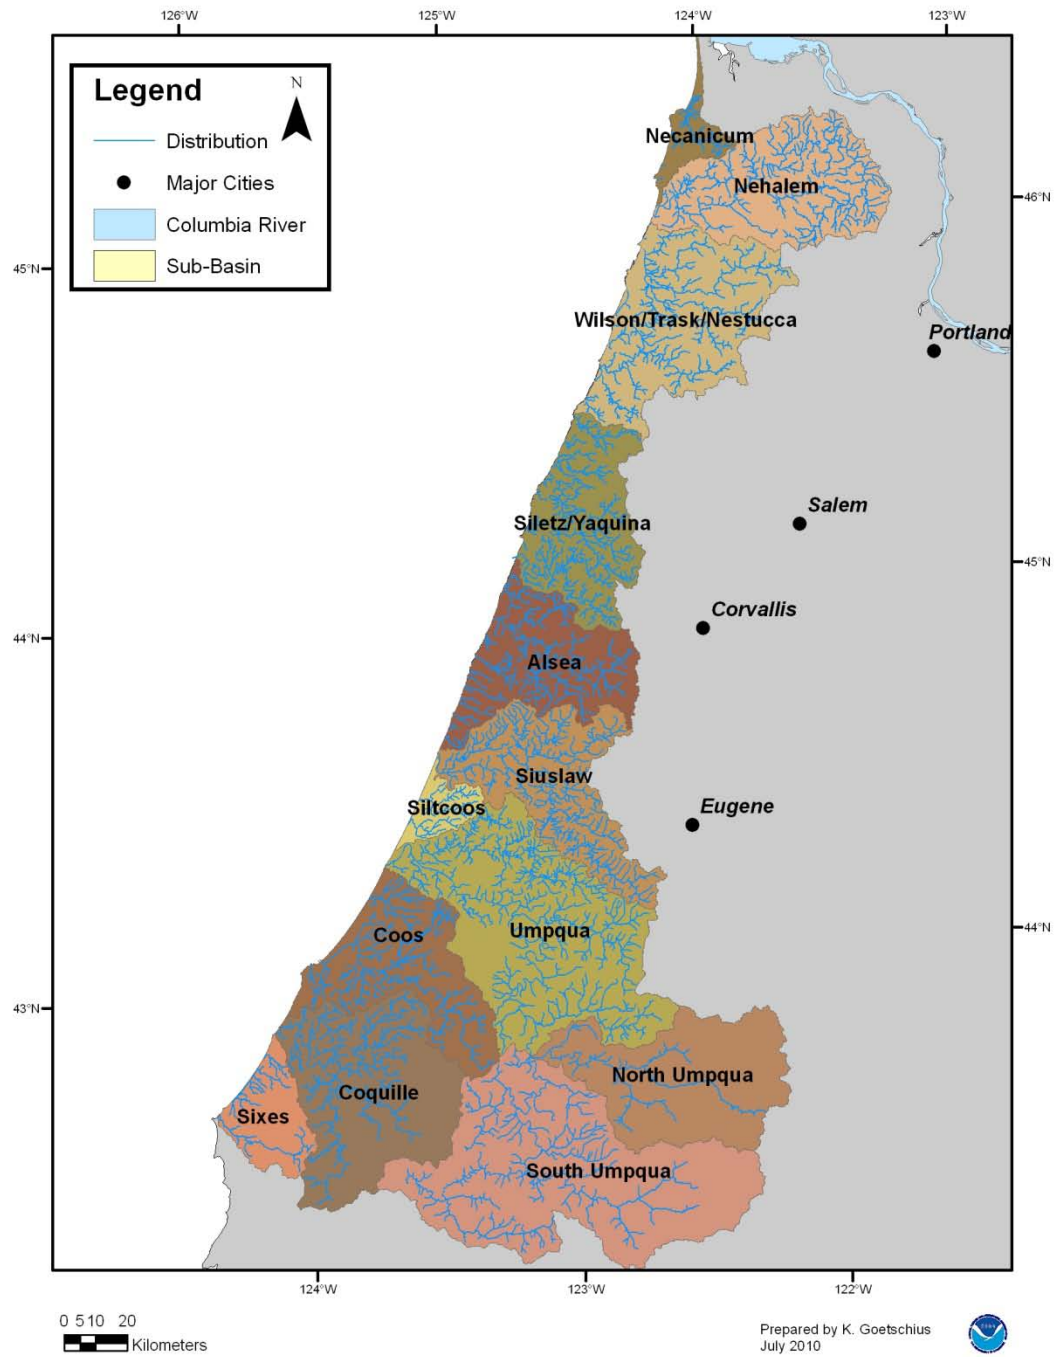 126°W 125°W 124°W 123°W
Legend
N
Distribution
Major Cities
Columbia River
Sub-Basin
Necanicum
Nehalem
46°N
45°N
Wilson/Trask/Nestucca
Portland
Salem
Siletz/Yaquina
45°N
Corvallis
44°N
Alsea
Siuslaw
Siltcoos
Eugene
Coos
Umpqua
44°N
43°N
North Umpqua
Coquille
Sixes
South Umpqua
124°W 123°W 122°W
0 5 10 20
Kilometers
Prepared by K. Goetschius
July 2010